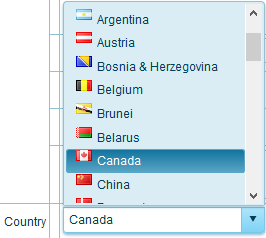 Argentina
Austria
Bosnia & Herzegovina
Belgium
Brunei
Belarus
Canada
China
Country Canada